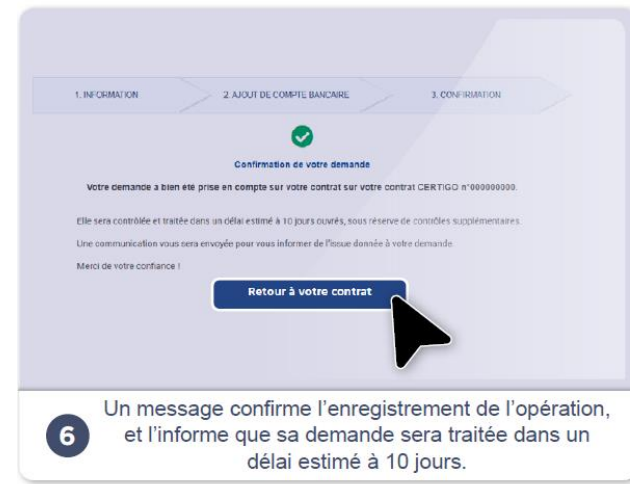 1. INFORMATION
2. AJOUT DE COMPTE BANCAIRE
3. CONFIRMATION
Confirmation de votre demande
Votre demande a bien été prise en compte sur votre contrat sur votre contrat CERTIGO n°000000000.
Elle sera contrôlée et traitée dans un délai estimé à 10 jours ouvrés, sous réserve de contrôles supplémentaires.
Une communication vous sera envoyée pour vous informer de l'issue donnée à votre demande.
Merci de votre confiance !
Retour à votre contrat
6
Un message confirme l'enregistrement de l'opération,
et l'informe que sa demande sera traitée dans un
délai estimé à 10 jours.